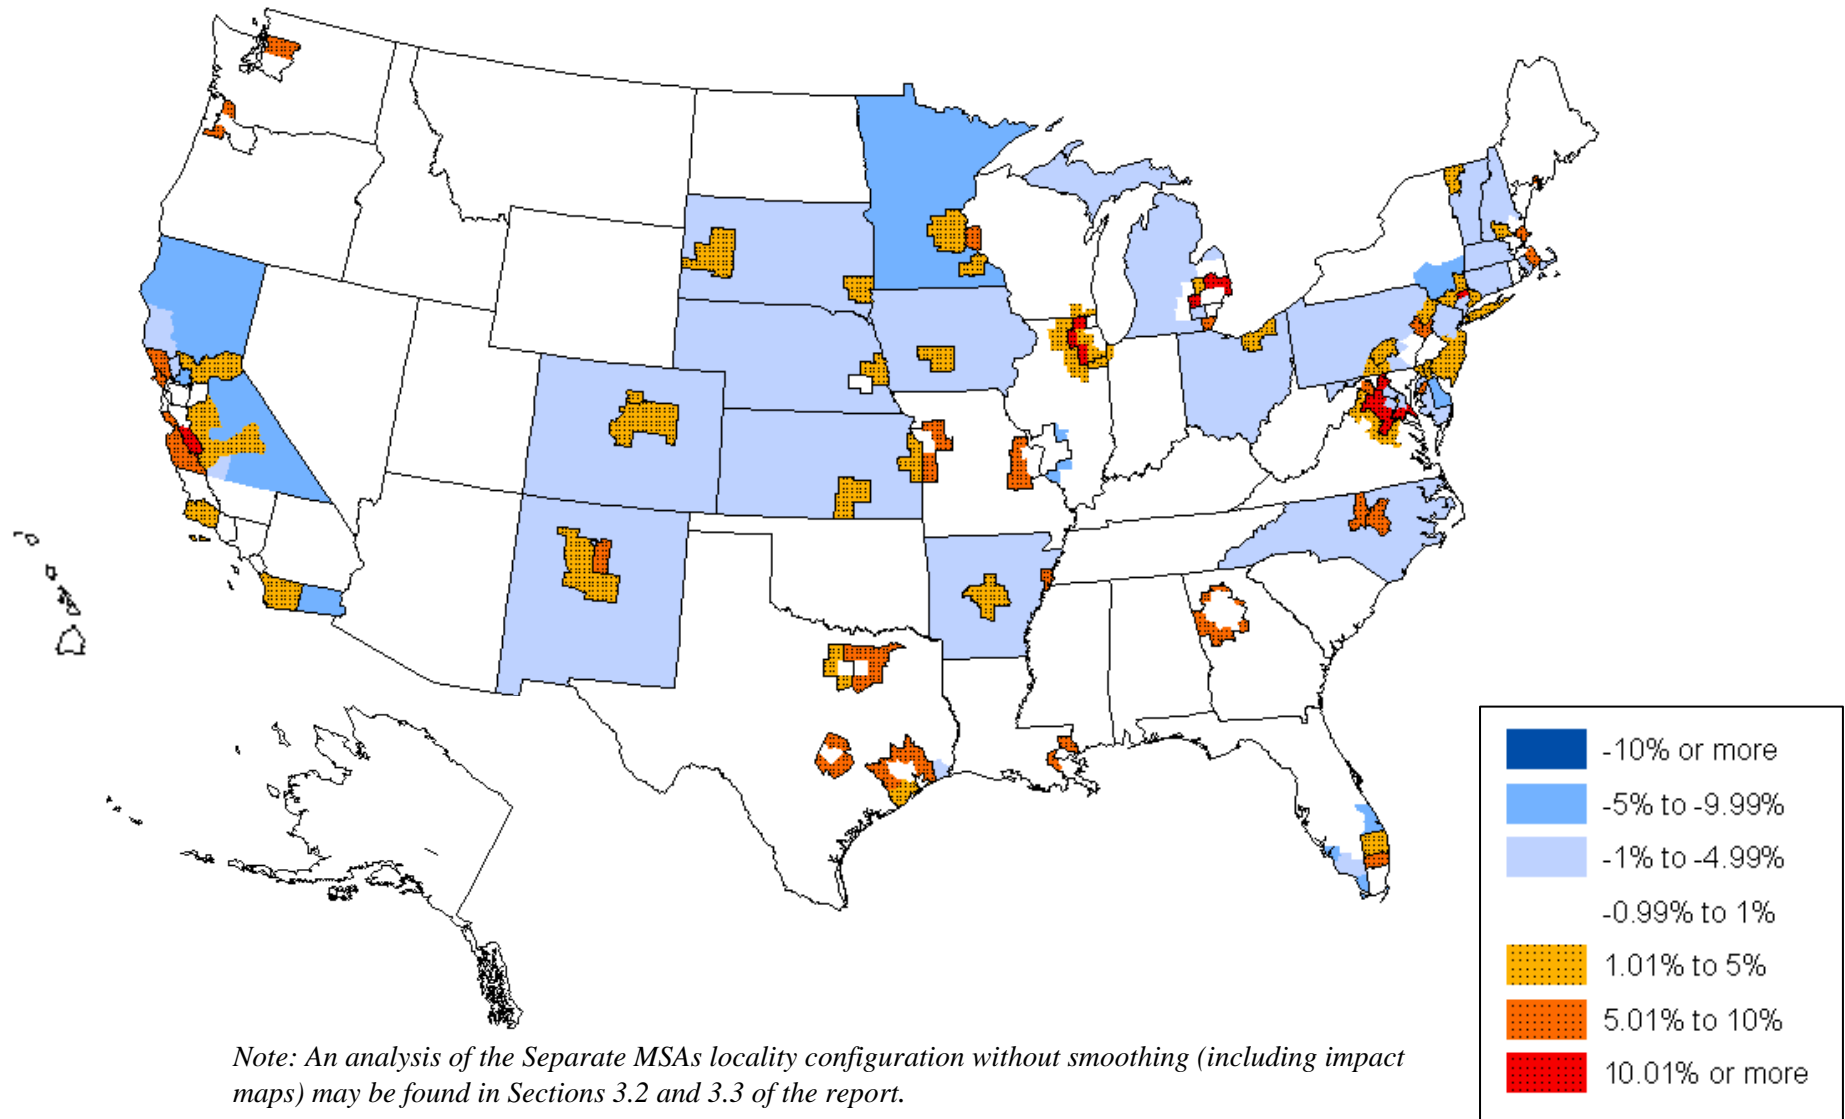 -10% or more
-5% to -9.99%
-1% to -4.99%
-0.99% to 1%
1.01% to 5%
5.01% to 10%
10.01% or more
Note: An analysis of the Separate MSAs locality configuration without smoothing (including impact
maps) may be found in Sections 3.2 and 3.3 of the report.